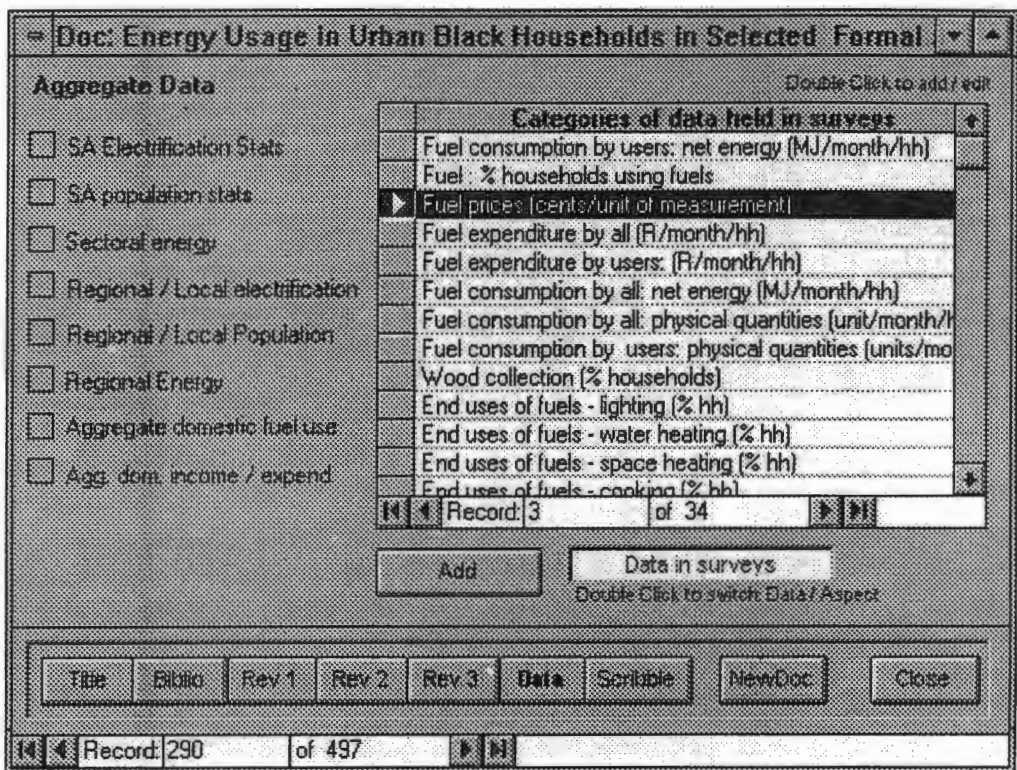 Doc: Energy Usage in Urban Black Households in Selected Formal
Aggregate Data
SA Electrification Stats
SA population stats
Sectoral energy
Regional / Local electrification
Regional / Local Population
Regional Energy
Aggregate domestic fuel use
Agg. dom. income / expend
Double Click to add / edit
Categories of data held in surveys
Fuel consumption by users: net energy (MJ/month/hh)
Fuel : % households using fuels
Fuel prices (cents/unit of measurement)
Fuel expenditure by all (R/month/hh)
Fuel expenditure by users: (R/month/hh)
Fuel consumption by all: net energy (MJ/month/hh)
Fuel consumption by all: physical quantities (unit/month/h
Fuel consumption by users: physical quantities (units/mo
Wood collection (% households)
End uses of fuels - lighting (% hh)
End uses of fuels - water heating (% hh)
End uses of fuels - space heating (% hh)
End uses of fuels - cooking (% hh)
Record: 3 of 34
Add
Data in surveys
Double Click to switch: Data / Aspect
Title Biblio Rev 1 Rev 2 Rev 3 Data Scribble NewDoc Close
Record: 290 of 497